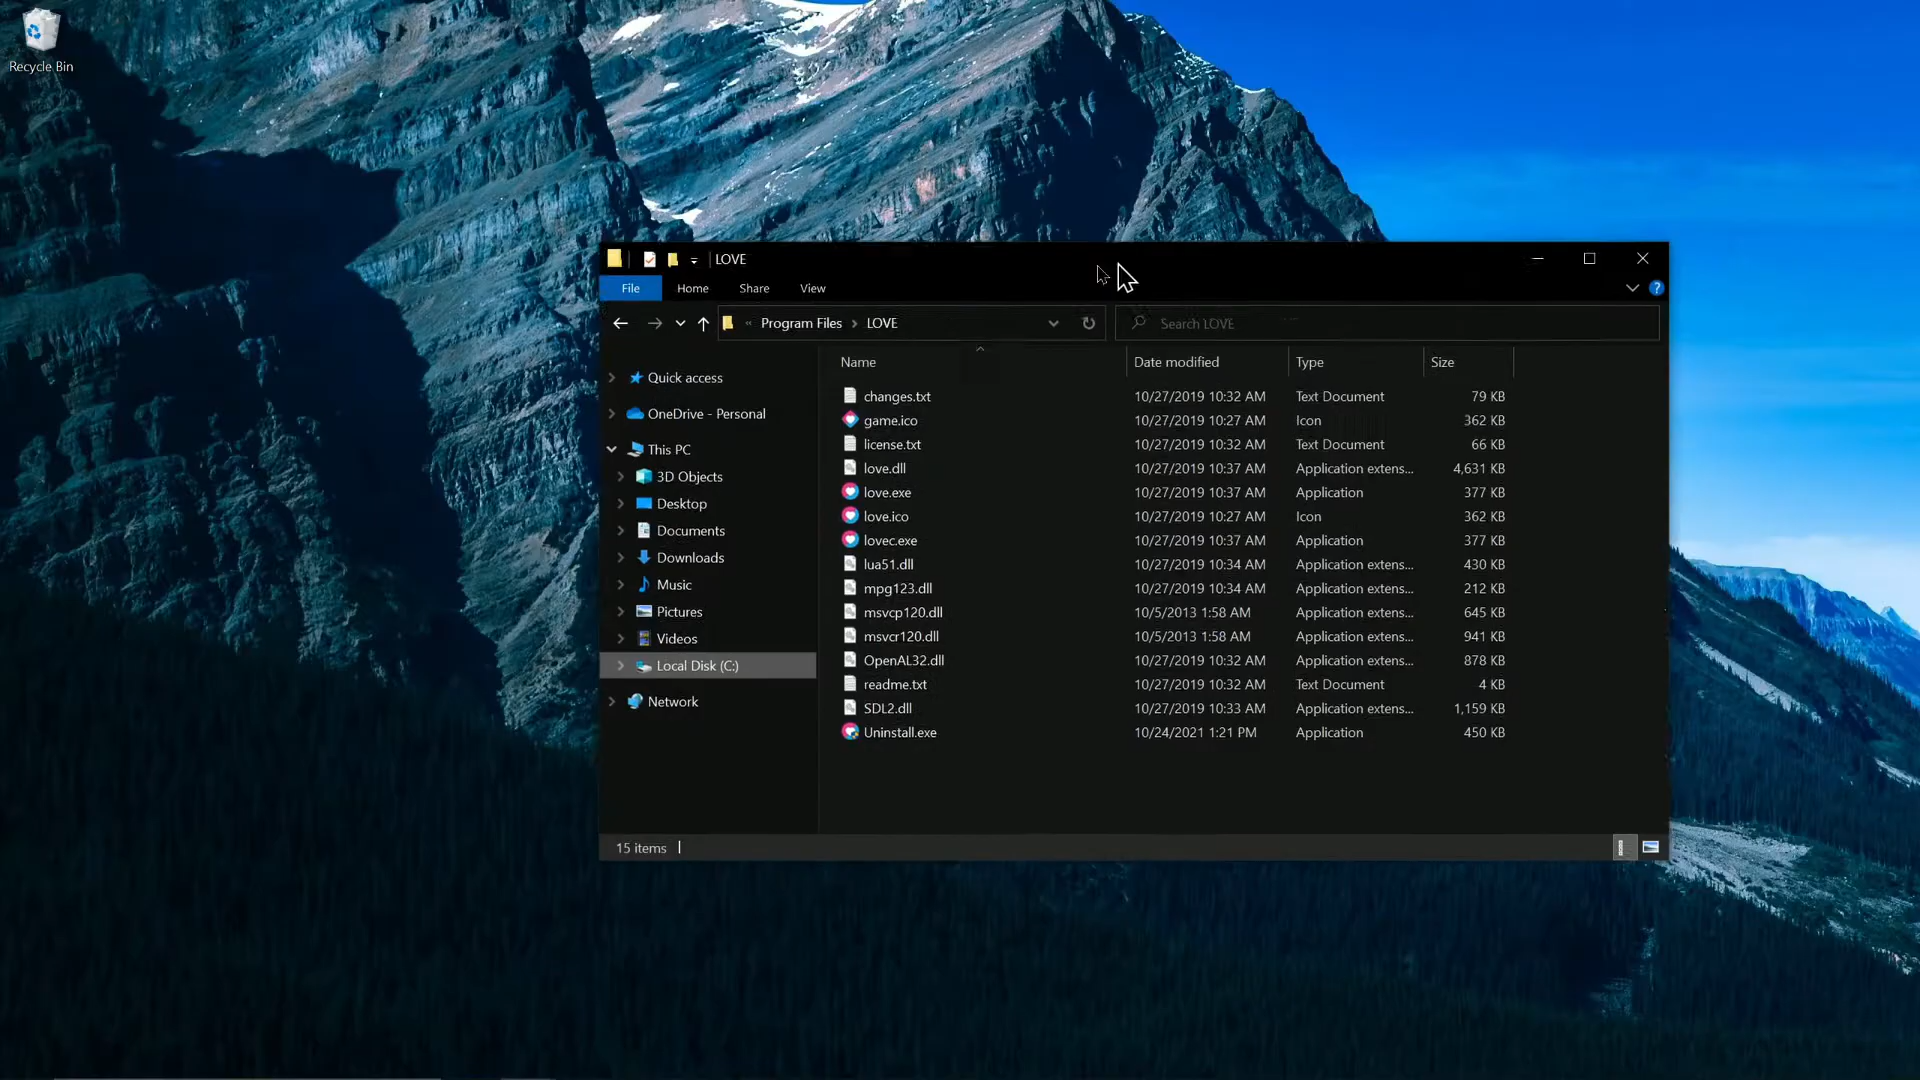 Recycle Bin
LOVE
File Home Share View
« Program Files > LOVE
Search LOVE
Name Date modified Type Size
Quick access
OneDrive - Personal
This PC
3D Objects
Desktop
Documents
Downloads
Music
Pictures
Videos
Local Disk (C:)
Network
changes.txt 10/27/2019 10:32 AM Text Document 79 KB
game.ico 10/27/2019 10:27 AM Icon 362 KB
license.txt 10/27/2019 10:32 AM Text Document 66 KB
love.dll 10/27/2019 10:37 AM Application extens... 4,631 KB
love.exe 10/27/2019 10:37 AM Application 377 KB
love.ico 10/27/2019 10:27 AM Icon 362 KB
lovec.exe 10/27/2019 10:37 AM Application 377 KB
lua51.dll 10/27/2019 10:34 AM Application extens... 430 KB
mpg123.dll 10/27/2019 10:34 AM Application extens... 212 KB
msvcp120.dll 10/5/2013 1:58 AM Application extens... 645 KB
msvcr120.dll 10/5/2013 1:58 AM Application extens... 941 KB
OpenAL32.dll 10/27/2019 10:32 AM Application extens... 878 KB
readme.txt 10/27/2019 10:32 AM Text Document 4 KB
SDL2.dll 10/27/2019 10:33 AM Application extens... 1,159 KB
Uninstall.exe 10/24/2021 1:21 PM Application 450 KB
15 items